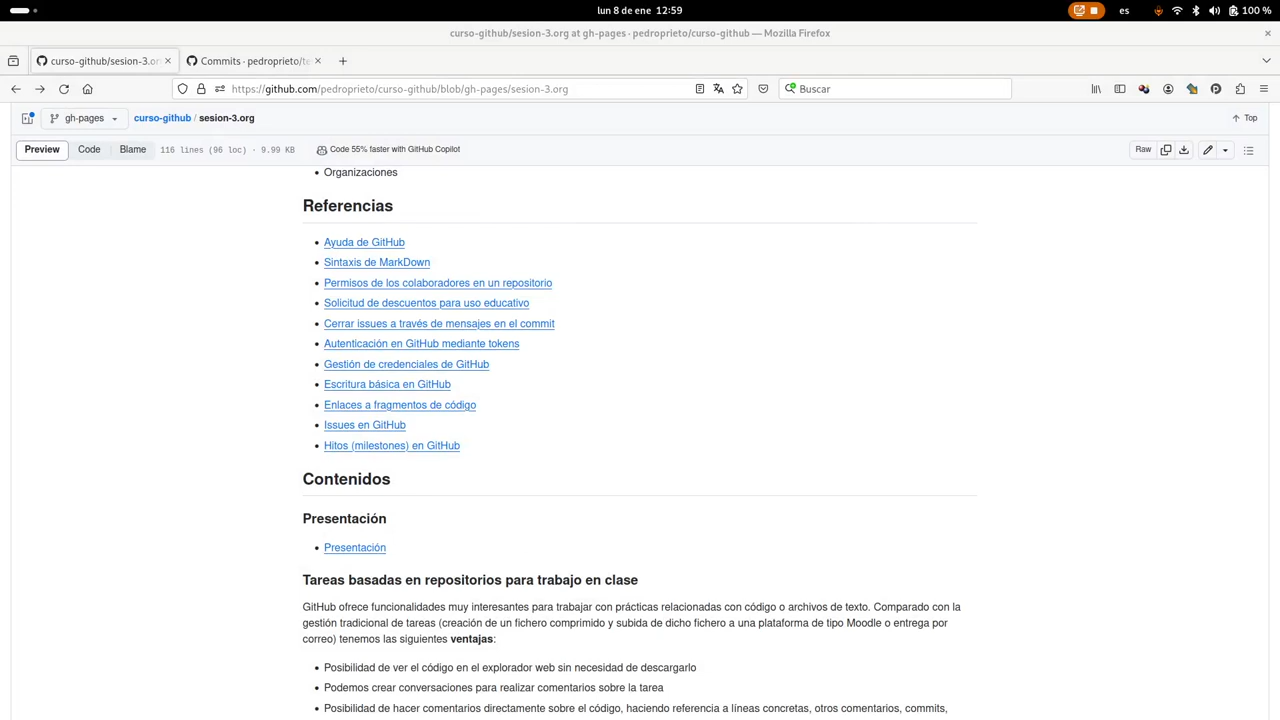 lun 8 de ene 12:59
es
100 %
curso-github/sesion-3.org at gh-pages · pedroprieto/curso-github — Mozilla Firefox
curso-github/sesion-3.or
Commits · pedroprieto/te
https://github.com/pedroprieto/curso-github/blob/gh-pages/sesion-3.org
Buscar
gh-pages
curso-github / sesion-3.org
Top
Preview
Code
Blame
116 lines (96 loc) · 9.99 KB
Code 55% faster with GitHub Copilot
Raw
• Organizaciones
Referencias
• Ayuda de GitHub
• Sintaxis de MarkDown
• Permisos de los colaboradores en un repositorio
• Solicitud de descuentos para uso educativo
• Cerrar issues a través de mensajes en el commit
• Autenticación en GitHub mediante tokens
• Gestión de credenciales de GitHub
• Escritura básica en GitHub
• Enlaces a fragmentos de código
• Issues en GitHub
• Hitos (milestones) en GitHub
Contenidos
Presentación
• Presentación
Tareas basadas en repositorios para trabajo en clase
GitHub ofrece funcionalidades muy interesantes para trabajar con prácticas relacionadas con código o archivos de texto. Comparado con la
gestión tradicional de tareas (creación de un fichero comprimido y subida de dicho fichero a una plataforma de tipo Moodle o entrega por
correo) tenemos las siguientes ventajas:
• Posibilidad de ver el código en el explorador web sin necesidad de descargarlo
• Podemos crear conversaciones para realizar comentarios sobre la tarea
• Posibilidad de hacer comentarios directamente sobre el código, haciendo referencia a líneas concretas, otros comentarios, commits,